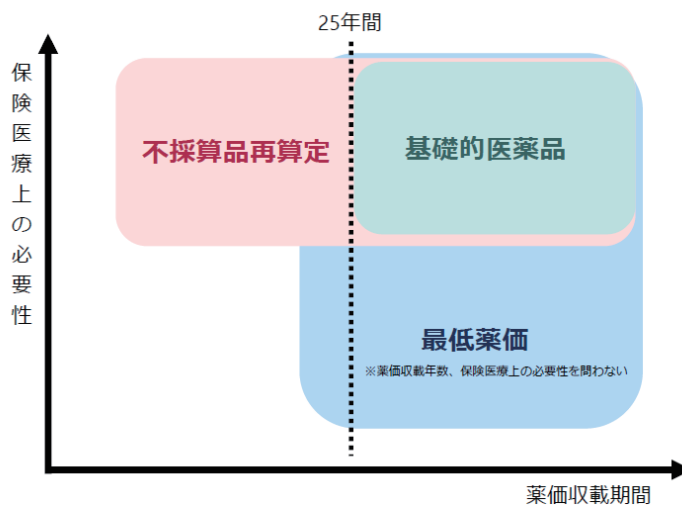 25年間
保険医療上の必要性
不採算品再算定
基礎的医薬品
最低薬価
※薬価収載年数、保険医療上の必要性を問わない
薬価収載期間